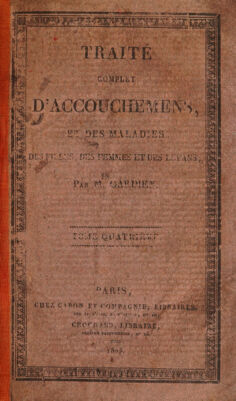 TRAITÉ
COMPLET
D'ACCOUCHEMENS,
ET DES MALADIES
DES FILLES, DES FEMMES ET DES ENFANS;
PAR M. GARDIEN.
TOME QUATRIÈME
PARIS,
CHEZ CABON ET COMPAGNIE, LIBRAIRES,
CROCHARD, LIBRAIRE,